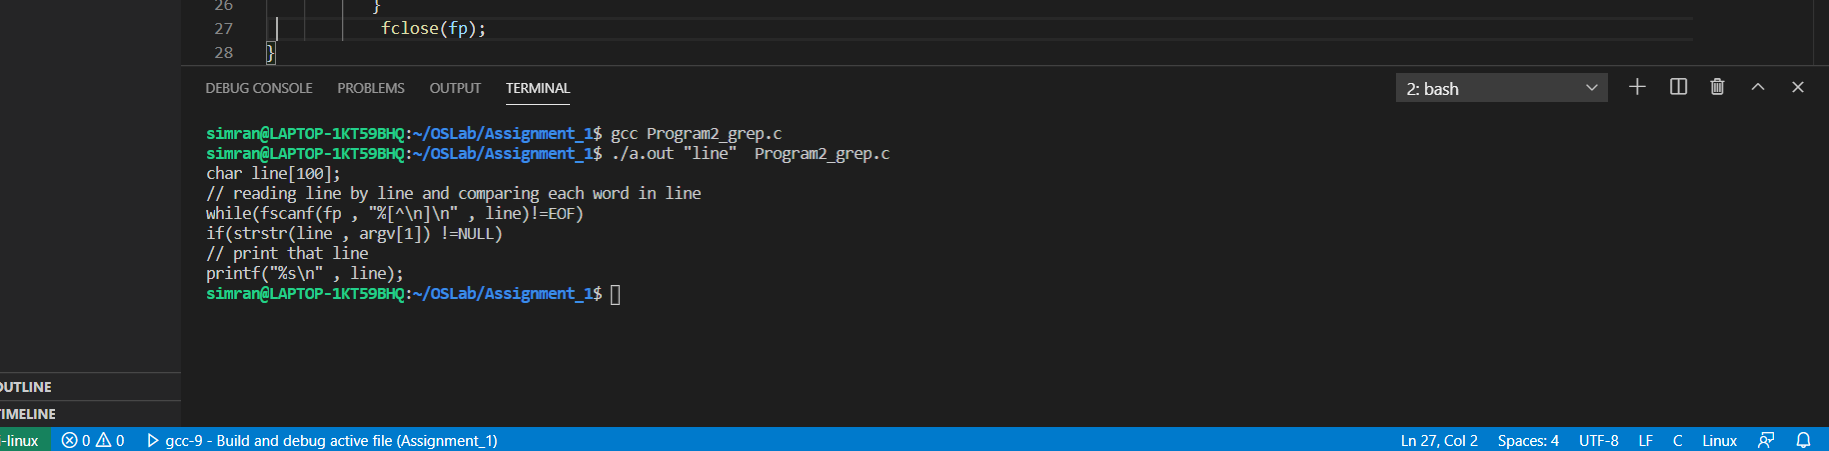 26 }
27 fclose(fp);
28 }
DEBUG CONSOLE PROBLEMS OUTPUT TERMINAL 2: bash
simran@LAPTOP-1KT59BHQ:~/OSLab/Assignment_1$ gcc Program2_grep.c
simran@LAPTOP-1KT59BHQ:~/OSLab/Assignment_1$ ./a.out "line"  Program2_grep.c
char line[100];
// reading line by line and comparing each word in line
while(fscanf(fp , "%[^\n]\n" , line)!=EOF)
if(strstr(line , argv[1]) !=NULL)
// print that line
printf("%s\n" , line);
simran@LAPTOP-1KT59BHQ:~/OSLab/Assignment_1$
OUTLINE
TIMELINE
-linux 0 0 gcc-9 - Build and debug active file (Assignment_1) Ln 27, Col 2 Spaces: 4 UTF-8 LF C Linux